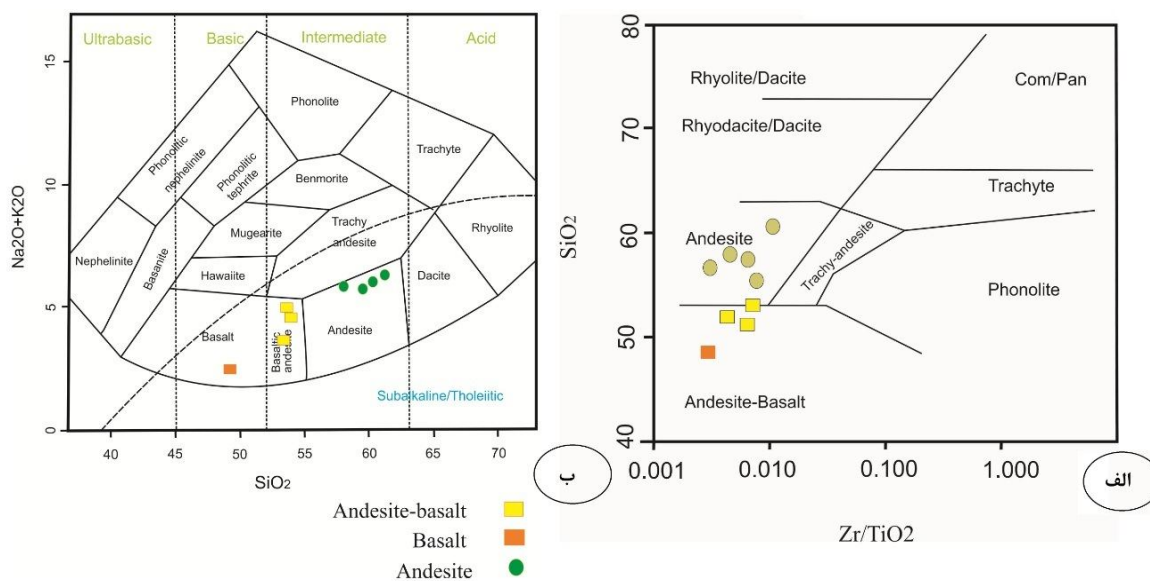 Ultrabasic
Basic
Intermediate
Acid
15
10
5
0
Na2O+K2O
Phonolite
Phonolitic
nephelinite
Phonolitic
tephrite
Trachyte
Benmorite
Trachy
andesite
Mugearite
Rhyolite
Nephelinite
Basanite
Hawaiite
Dacite
Basalt
Basaltic
andesite
Andesite
Subalkaline/Tholeiitic
40
45
50
55
60
65
70
SiO2
ب
Andesite-basalt
Basalt
Andesite
80
70
60
50
40
SiO2
Rhyolite/Dacite
Com/Pan
Rhyodacite/Dacite
Trachyte
Andesite
Trachy-andesite
Phonolite
Andesite-Basalt
0.001
0.010
0.100
1.000
Zr/TiO2
الف